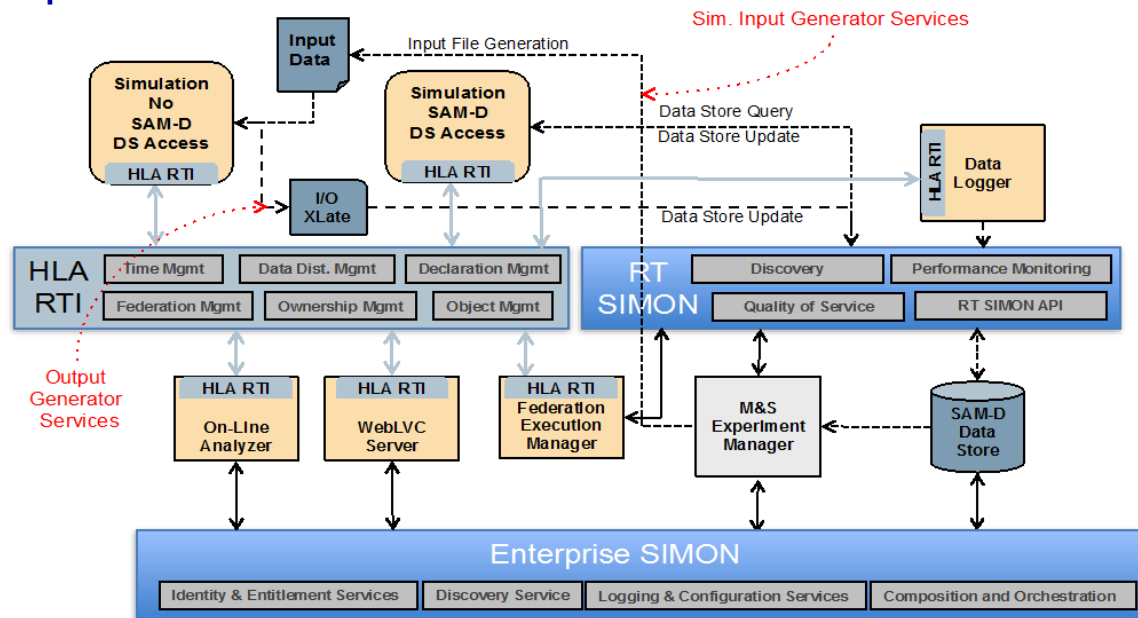 Sim. Input Generator Services
Input
Data
Input File Generation
Simulation
No
SAM-D
DS Access
HLA RTI
Simulation
SAM-D
DS Access
HLA RTI
Data Store Query
Data Store Update
HLA RTI
Data
Logger
I/O
XLate
Data Store Update
HLA
RTI
Time Mgmt
Data Dist. Mgmt
Declaration Mgmt
Federation Mgmt
Ownership Mgmt
Object Mgmt
RT
SIMON
Discovery
Performance Monitoring
Quality of Service
RT SIMON API
Output
Generator
Services
HLA RTI
On-LIne
Analyzer
HLA RTI
WebLVC
Server
HLA RTI
Federation
Execution
Manager
M&S
Experiment
Manager
SAM-D
Data
Store
Enterprise SIMON
Identity & Entitlement Services
Discovery Service
Logging & Configuration Services
Composition and Orchestration